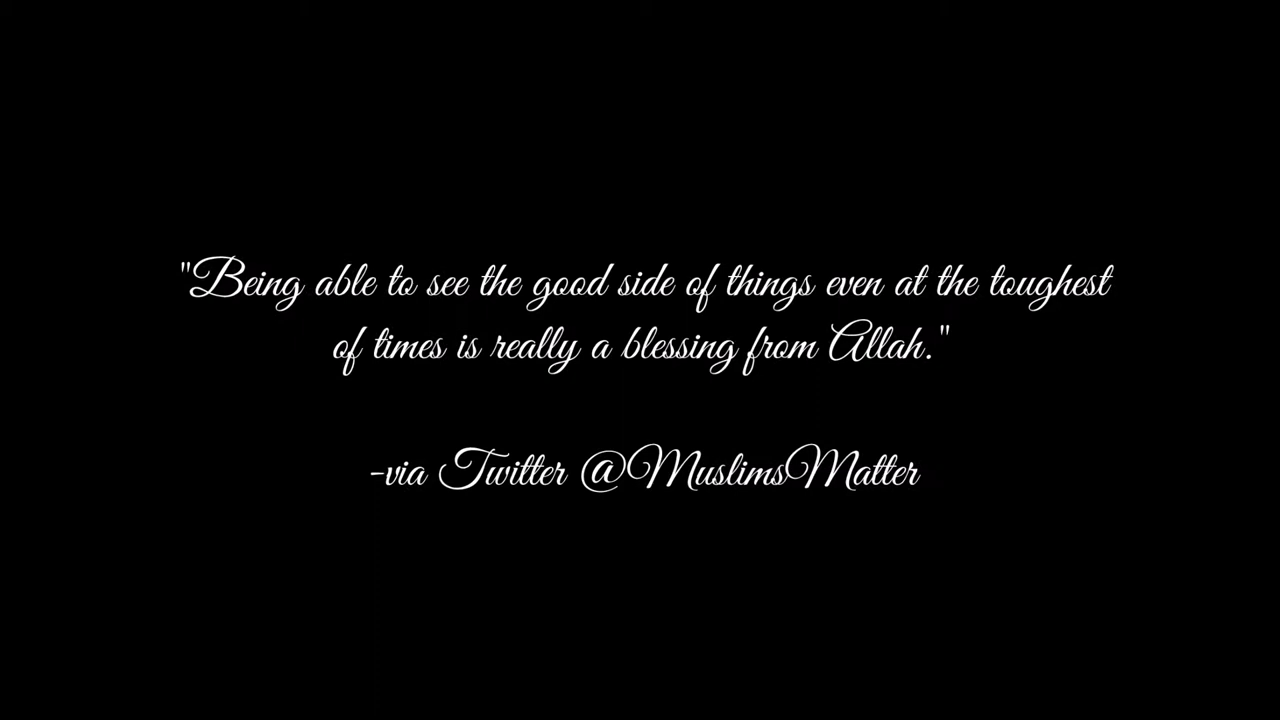 "Being able to see the good side of things even at the toughest
of times is really a blessing from Allah."
-via Twitter @MuslimsMatter